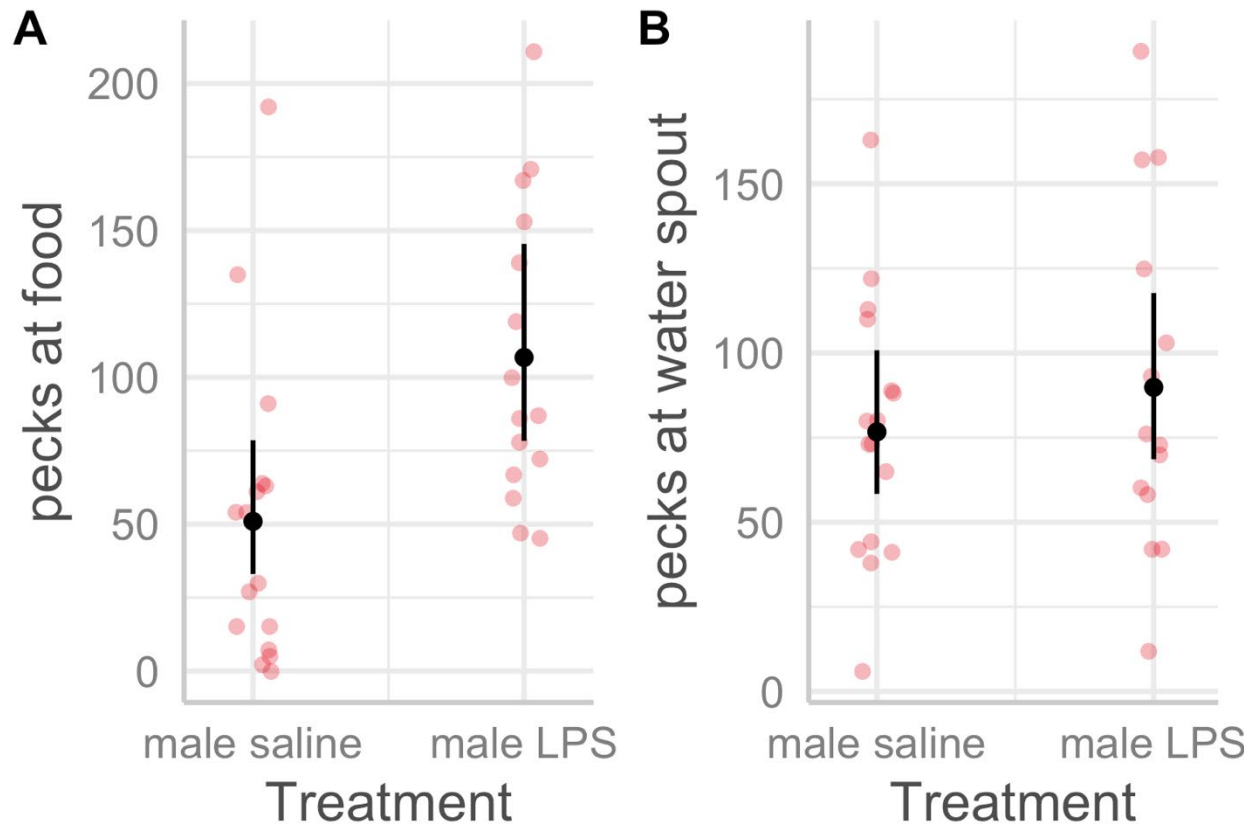 A
pecks at food
200
150
100
50
0
male saline
male LPS
Treatment
B
pecks at water spout
150
100
50
0
male saline
male LPS
Treatment